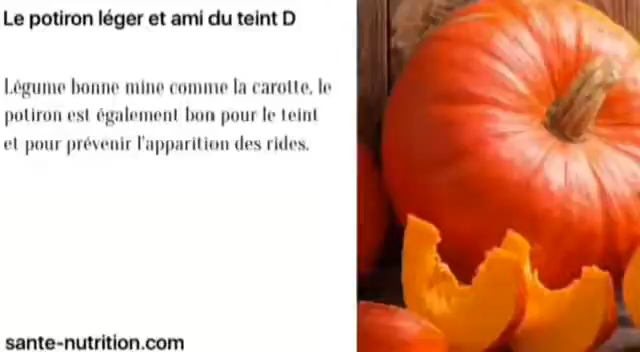 Le potiron léger et ami du teint D
Légume bonne mine comme la carotte, le
potiron est également bon pour le teint
et pour prévenir l'apparition des rides.
sante-nutrition.com